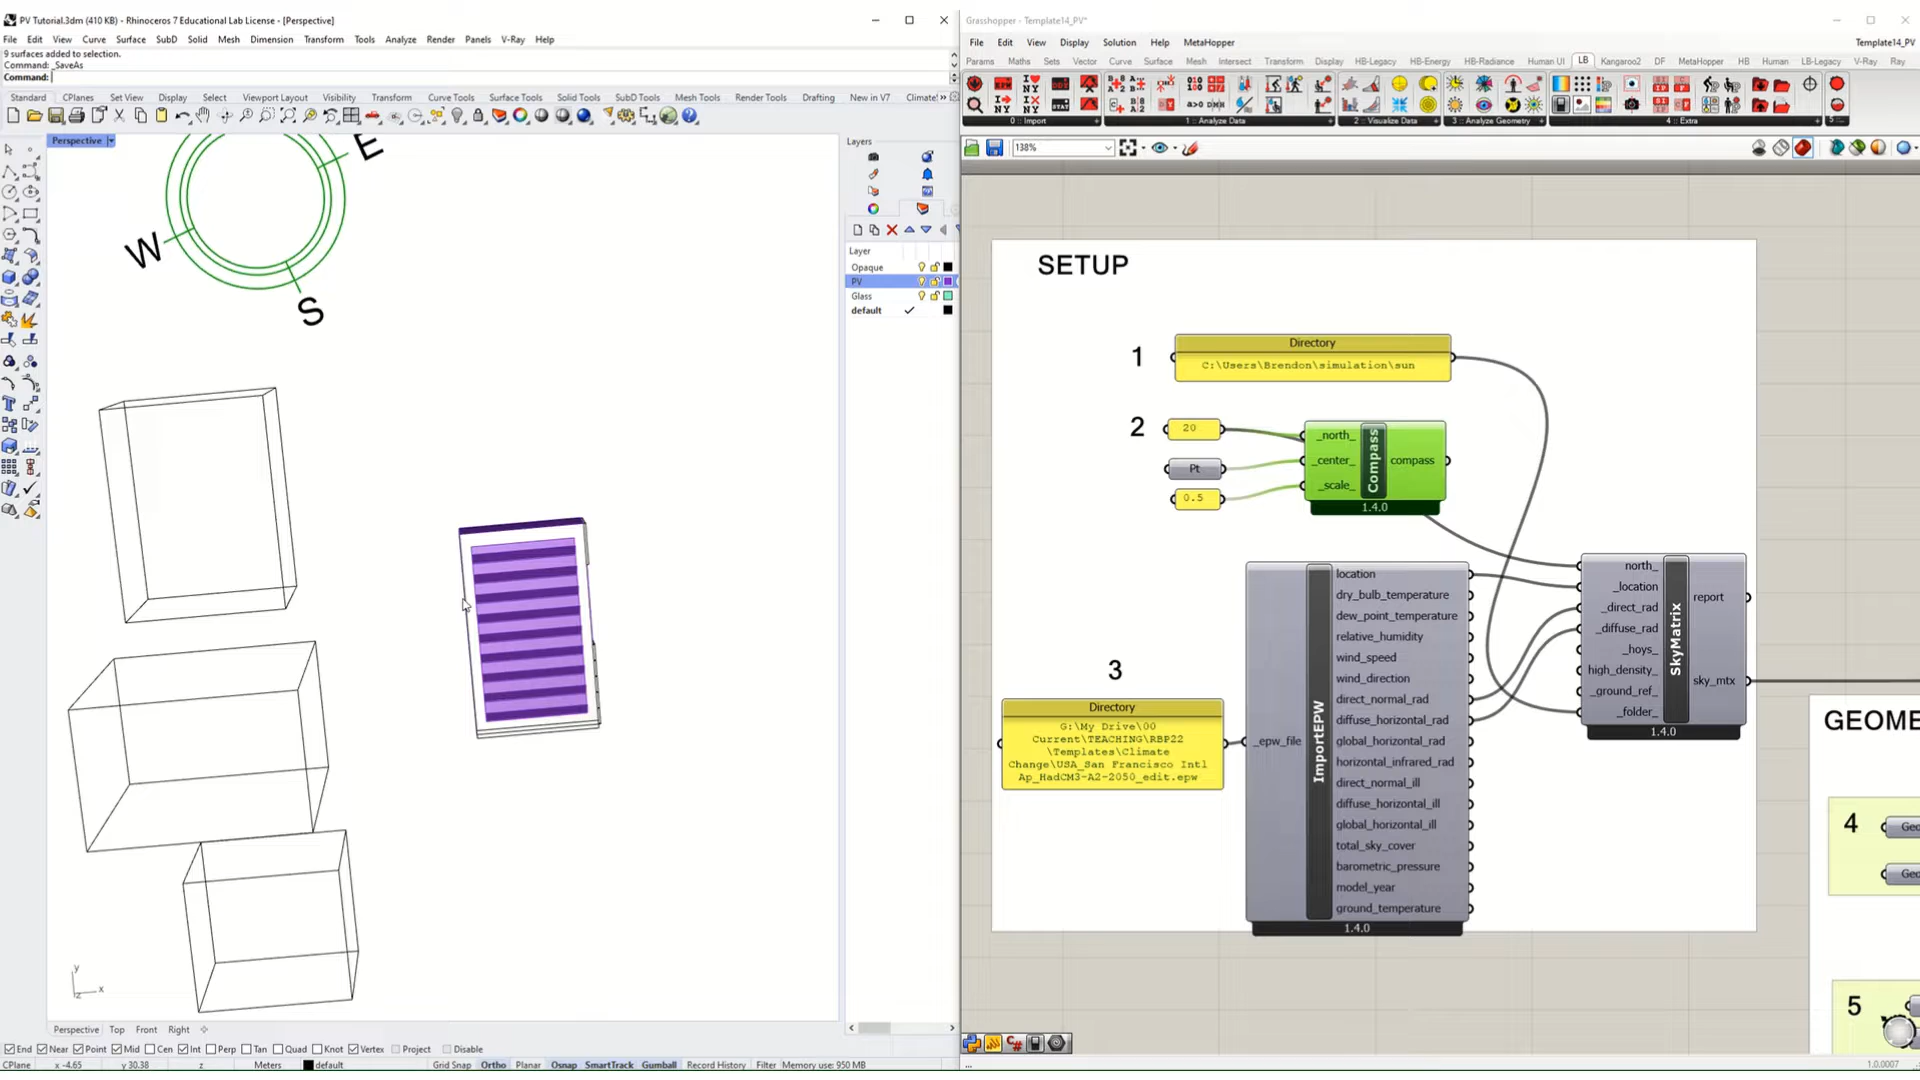 PV Tutorial.3dm (410 KB) - Rhinoceros 7 Educational Lab License - [Perspective]
File Edit View Curve Surface SubD Solid Mesh Dimension Transform Tools Analyze Render Panels V-Ray Help
9 surfaces added to selection.
Command: _SaveAs
Command:
Standard CPlanes Set View Display Select Viewport Layout Visibility Transform Curve Tools Surface Tools Solid Tools SubD Tools Mesh Tools Render Tools Drafting New in V7 Climate! »
Perspective
E
W
S
Layers
Layer
Opaque
PV
Glass
default
y
z x
Perspective Top Front Right
End Near Point Mid Cen Int Perp Tan Quad Knot Vertex Project Disable
CPlane x -4.65 y 30.38 z Meters default Grid Snap Ortho Planar Osnap SmartTrack Gumball Record History Filter Memory use: 950 MB
Grasshopper - Template14_PV*
File Edit View Display Solution Help MetaHopper Template14_PV
Params Maths Sets Vector Curve Surface Mesh Intersect Transform Display HB-Legacy HB-Energy HB-Radiance Human UI LB Kangaroo2 DF MetaHopper HB Human LB-Legacy V-Ray Ray
0 :: Import 1 :: Analyze Data 2 :: Visualize Data 3 :: Analyze Geometry 4 :: Extra 5 ::
138%
SETUP
1
Directory
C:\Users\Brendon\simulation\sun
2
20
Pt
0.5
_north_
_center_
_scale_
Compass
compass
1.4.0
3
Directory
G:\My Drive\00
Current\TEACHING\RBP22
\Templates\Climate
Change\USA_San Francisco Intl
Ap_HadCM3-A2-2050_edit.epw
_epw_file
ImportEPW
location
dry_bulb_temperature
dew_point_temperature
relative_humidity
wind_speed
wind_direction
direct_normal_rad
diffuse_horizontal_rad
global_horizontal_rad
horizontal_infrared_rad
direct_normal_ill
diffuse_horizontal_ill
global_horizontal_ill
total_sky_cover
barometric_pressure
model_year
ground_temperature
1.4.0
north_
_location
_direct_rad
_diffuse_rad
_hoys_
high_density_
_ground_ref_
_folder_
SkyMatrix
report
sky_mtx
1.4.0
GEOME
4
Geo
Geo
5
...
1.0.0007